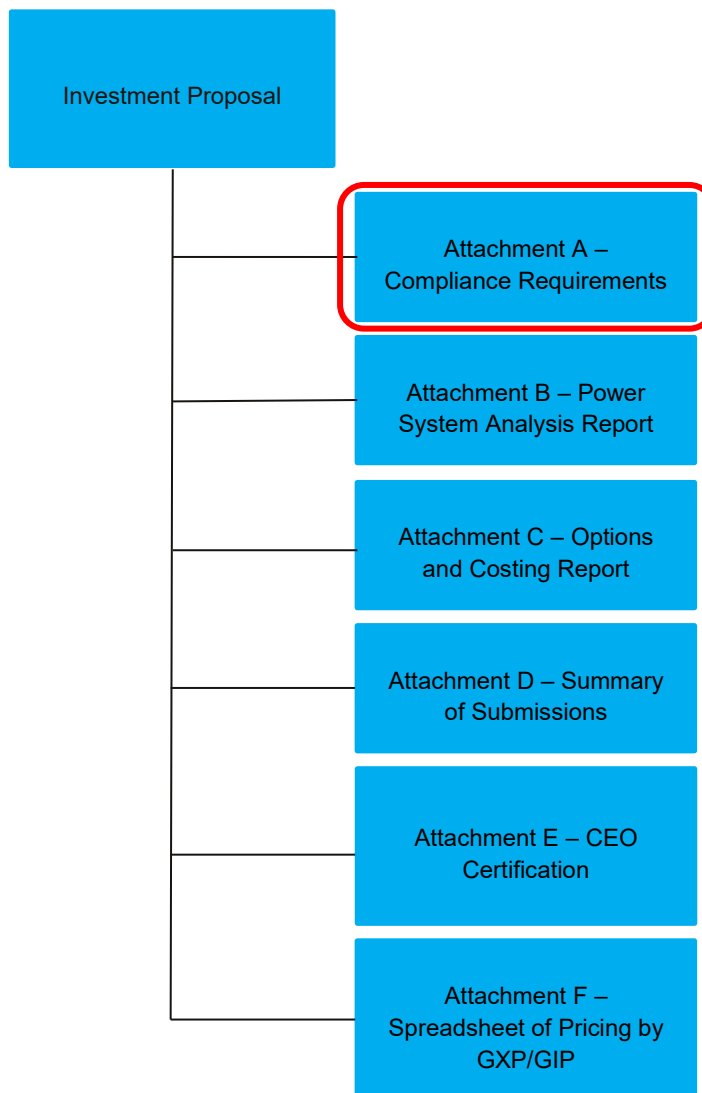 Investment Proposal
Attachment A –
Compliance Requirements
Attachment B – Power
System Analysis Report
Attachment C – Options
and Costing Report
Attachment D – Summary
of Submissions
Attachment E – CEO
Certification
Attachment F –
Spreadsheet of Pricing by
GXP/GIP